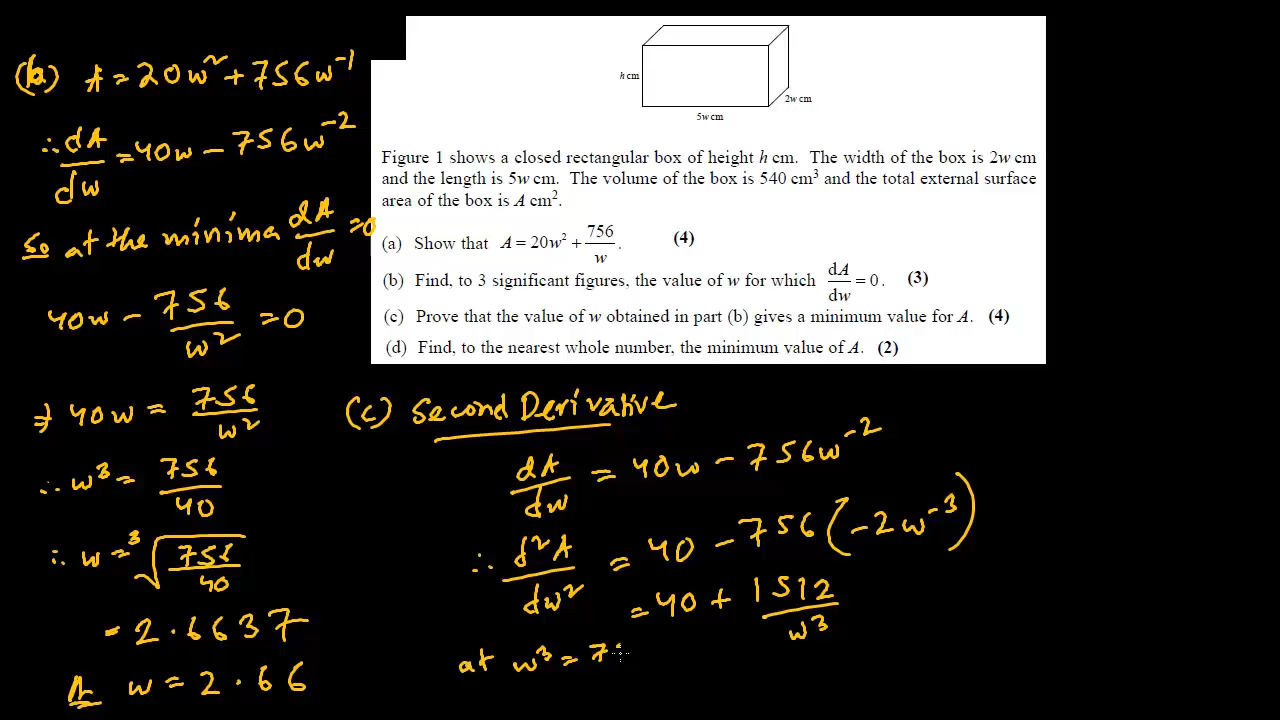 h cm
2w cm
5w cm
Figure 1 shows a closed rectangular box of height h cm. The width of the box is 2w cm
and the length is 5w cm. The volume of the box is 540 cm³ and the total external surface
area of the box is A cm².
(a) Show that A = 20w² + 756/w. (4)
(b) Find, to 3 significant figures, the value of w for which dA/dw = 0. (3)
(c) Prove that the value of w obtained in part (b) gives a minimum value for A. (4)
(d) Find, to the nearest whole number, the minimum value of A. (2)
(b) A = 20w² + 756w⁻¹
∴ dA/dw = 40w − 756w⁻²
So at the minima dA/dw = 0
40w − 756/w² = 0
⇒ 40w = 756/w²
∴ w³ = 756/40
∴ w = ³√(756/40)
= 2.6637
w = 2.66
(c) Second Derivative
dA/dw = 40w − 756w⁻²
∴ d²A/dw² = 40 − 756(−2w⁻³)
= 40 + 1512/w³
at w³ = 7